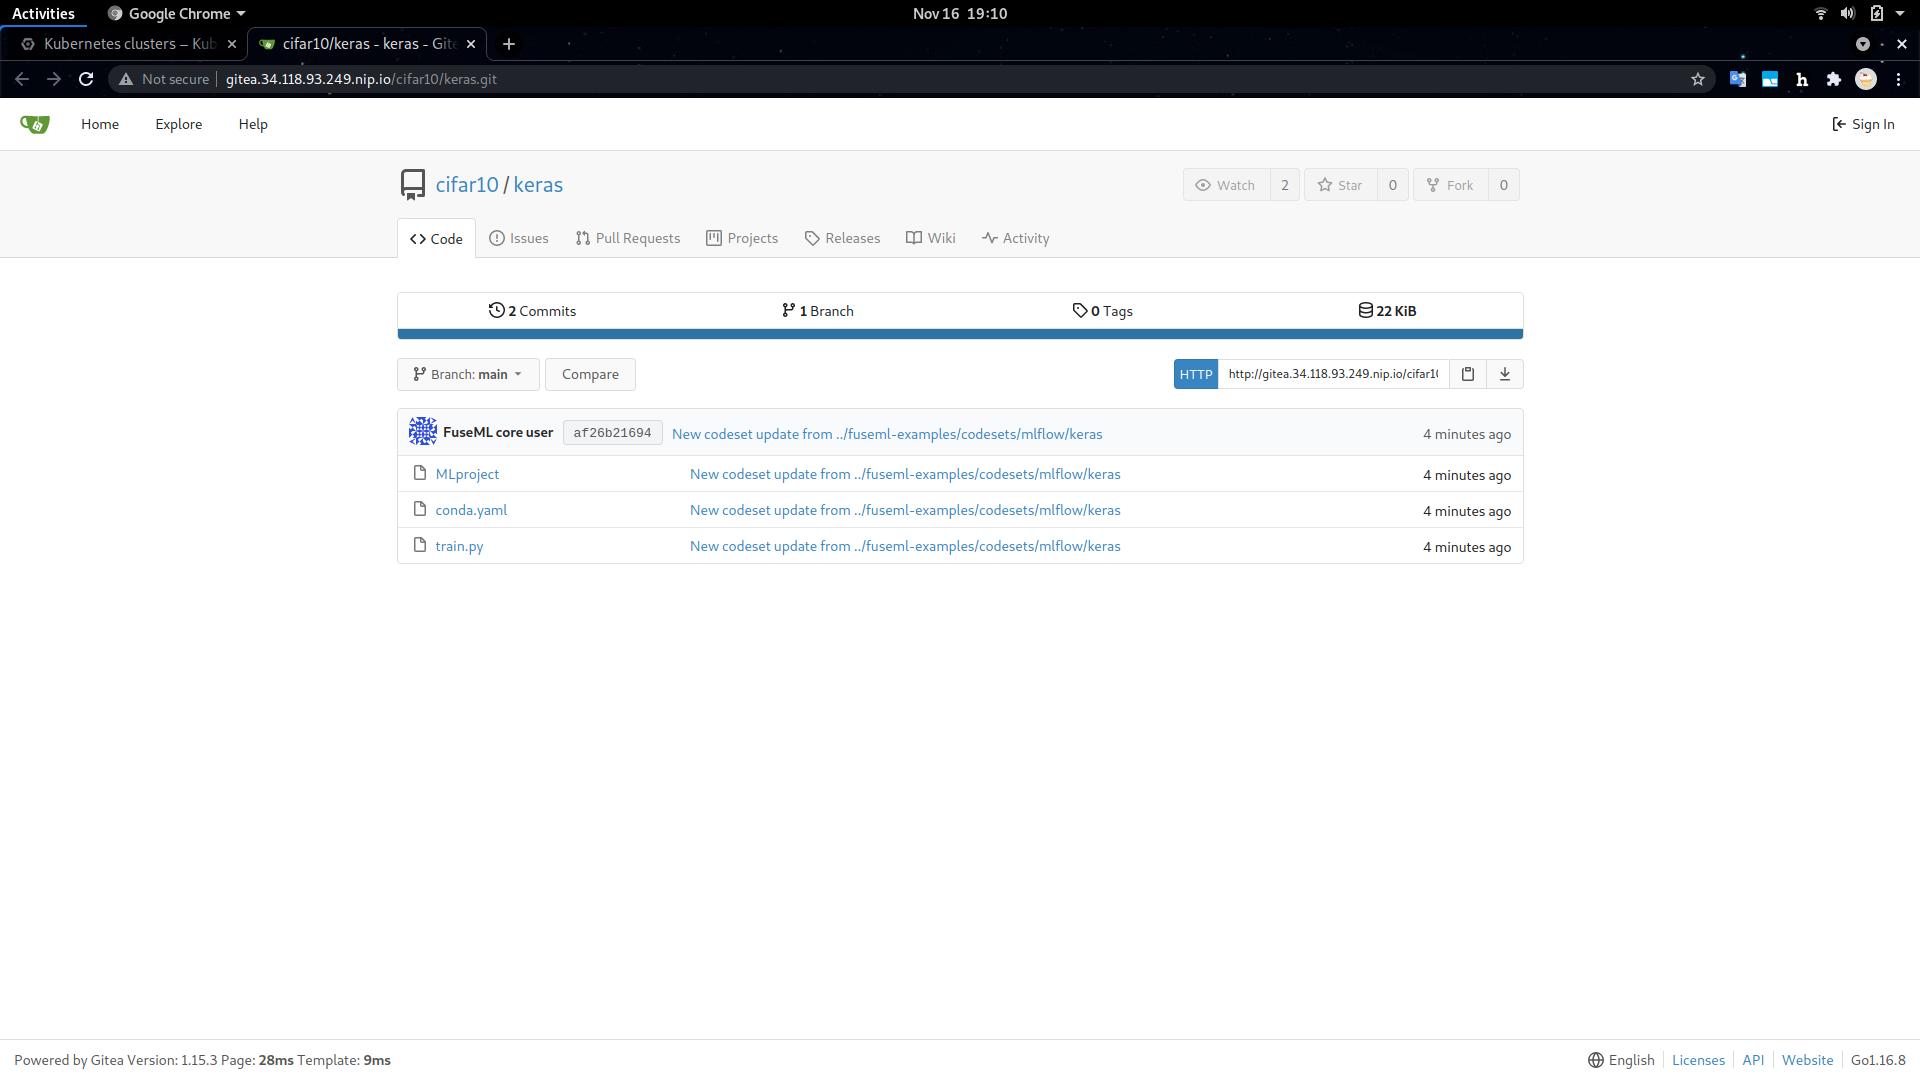 Activities Google Chrome Nov 16 19:10
Kubernetes clusters – Kub cifar10/keras - keras - Gite
Not secure gitea.34.118.93.249.nip.io/cifar10/keras.git
Home Explore Help Sign In
cifar10 / keras Watch 2 Star 0 Fork 0
Code Issues Pull Requests Projects Releases Wiki Activity
2 Commits 1 Branch 0 Tags 22 KiB
Branch: main Compare HTTP http://gitea.34.118.93.249.nip.io/cifar10
FuseML core user af26b21694 New codeset update from ../fuseml-examples/codesets/mlflow/keras 4 minutes ago
MLproject New codeset update from ../fuseml-examples/codesets/mlflow/keras 4 minutes ago
conda.yaml New codeset update from ../fuseml-examples/codesets/mlflow/keras 4 minutes ago
train.py New codeset update from ../fuseml-examples/codesets/mlflow/keras 4 minutes ago
Powered by Gitea Version: 1.15.3 Page: 28ms Template: 9ms English Licenses API Website Go1.16.8